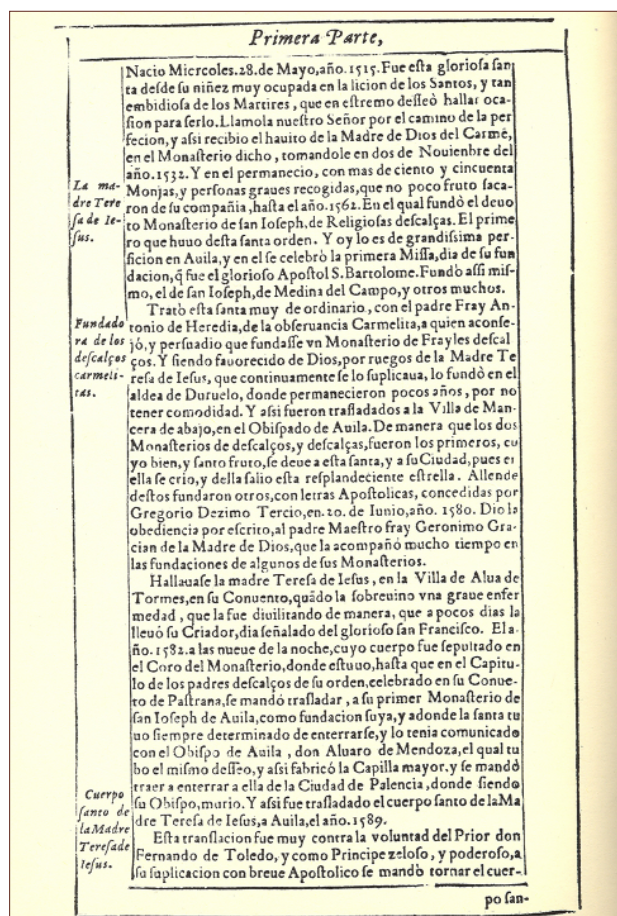 Primera Parte,
Nacio Miercoles.28.de Mayo,año.1515.Fue esta gloriosa san
ta desde su niñez muy ocupada en la licion de los Santos, y tan
embidiosa de los Martires, que en estremo desseò hallar oca-
sion para serlo.Llamola nuestro Señor por el camino de la per
fecion,y assi recibio el hauito de la Madre de Dios del Carmē,
en el Monasterio dicho, tomandole en dos de Nouienbre del
año.1532.Y en el permanecio, con mas de ciento y cincuenta
Monjas,y personas graues recogidas,que no poco fruto saca-
ron de su compañia,hasta el año.1562.En el qual fundò el deuo
to Monasterio de san Ioseph,de Religiosas descalças.El prime
ro que huuo desta santa orden. Y oy lo es de grandissima per-
ficion en Auila,y en el se celebrò la primera Missa,dia de su fun
dacion,q̃ fue el glorioso Apostol S.Bartolome.Fundò assi mis-
mo, el de san Ioseph,de Medina del Campo,y otros muchos.
La ma-
dre Tere
sa de Ie-
sus.
Tratò esta santa muy de ordinario, con el padre Fray An-
tonio de Heredia,de la obseruancia Carmelita,a quien aconse-
jó,y persuadio que fundasse vn Monasterio de Frayles descal
ços.Y siendo fauorecido de Dios,por ruegos de la Madre Te
resa de Iesus, que continuamente se lo suplicaua, lo fundò en el
aldea de Duruelo, donde permanecieron pocos años, por no
tener comodidad. Y assi fueron trasladados a la Villa de Man-
cera de abajo,en el Obispado de Auila.De manera que los dos
Monasterios de descalços,y descalças,fueron los primeros, cu
yo bien,y santo fruto,se deue a esta santa, y a su Ciudad,pues en
ella se crio,y della salio esta resplandeciente estrella. Allende
destos fundaron otros,con letras Apostolicas, concedidas por
Gregorio Dezimo Tercio,en.20. de Iunio,año. 1580. Dio la
obediencia por escrito,al padre Maestro fray Geronimo Gra-
cian de la Madre de Dios,que la acompañó mucho tiempo en
las fundaciones de algunos de sus Monasterios.
Fundado
ra de los
descalços
carmeli-
tas.
Hallauase la madre Teresa de Iesus, en la Villa de Alua de
Tormes,en su Conuento,quãdo la sobreuino vna graue enfer
medad, que la fue diuilitando de manera, que a pocos dias la
lleuó su Criador,dia señalado del glorioso san Francisco. El a-
ño.1582.a las nueue de la noche,cuyo cuerpo fue sepultado en
el Coro del Monasterio,donde estuuo,hasta que en el Capitu-
lo de los padres descalços de su orden,celebrado en su Conue-
to de Pastrana,se mandó trasladar, a su primer Monasterio de
san Ioseph de Auila,como fundacion suya,y adonde la santa tu
uo siempre determinado de enterrarse,y lo tenia comunicado
con el Obispo de Auila, don Aluaro de Mendoza,el qual tu
bo el mismo desseo,y assi fabricó la Capilla mayor.y se mandó
traer a enterrar a ella de la Ciudad de Palencia,donde siendo
su Obispo,murio. Y assi fue trasladado el cuerpo santo de laMa
dre Teresa de Iesus,a Auila,el año.1589.
Cuerpo
santo de
laMadre
Teresade
Iesus.
Esta translacion fue muy contra la voluntad del Prior don
Fernando de Toledo, y como Principe zeloso, y poderoso,a
su suplicacion con breue Apostolico se mandò tornar el cuer-
po san-